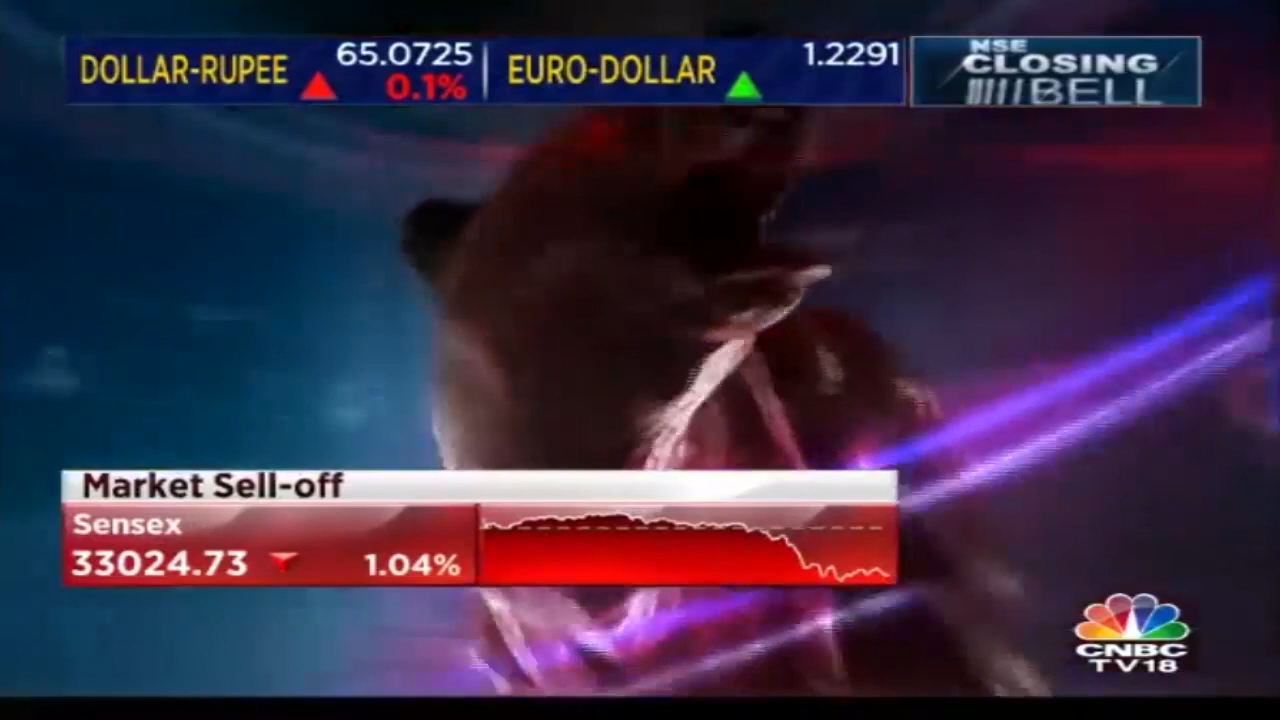 DOLLAR-RUPEE 65.0725 0.1% EURO-DOLLAR 1.2291
NSE
CLOSING
BELL
Market Sell-off
Sensex
33024.73 1.04%
CNBC
TV18